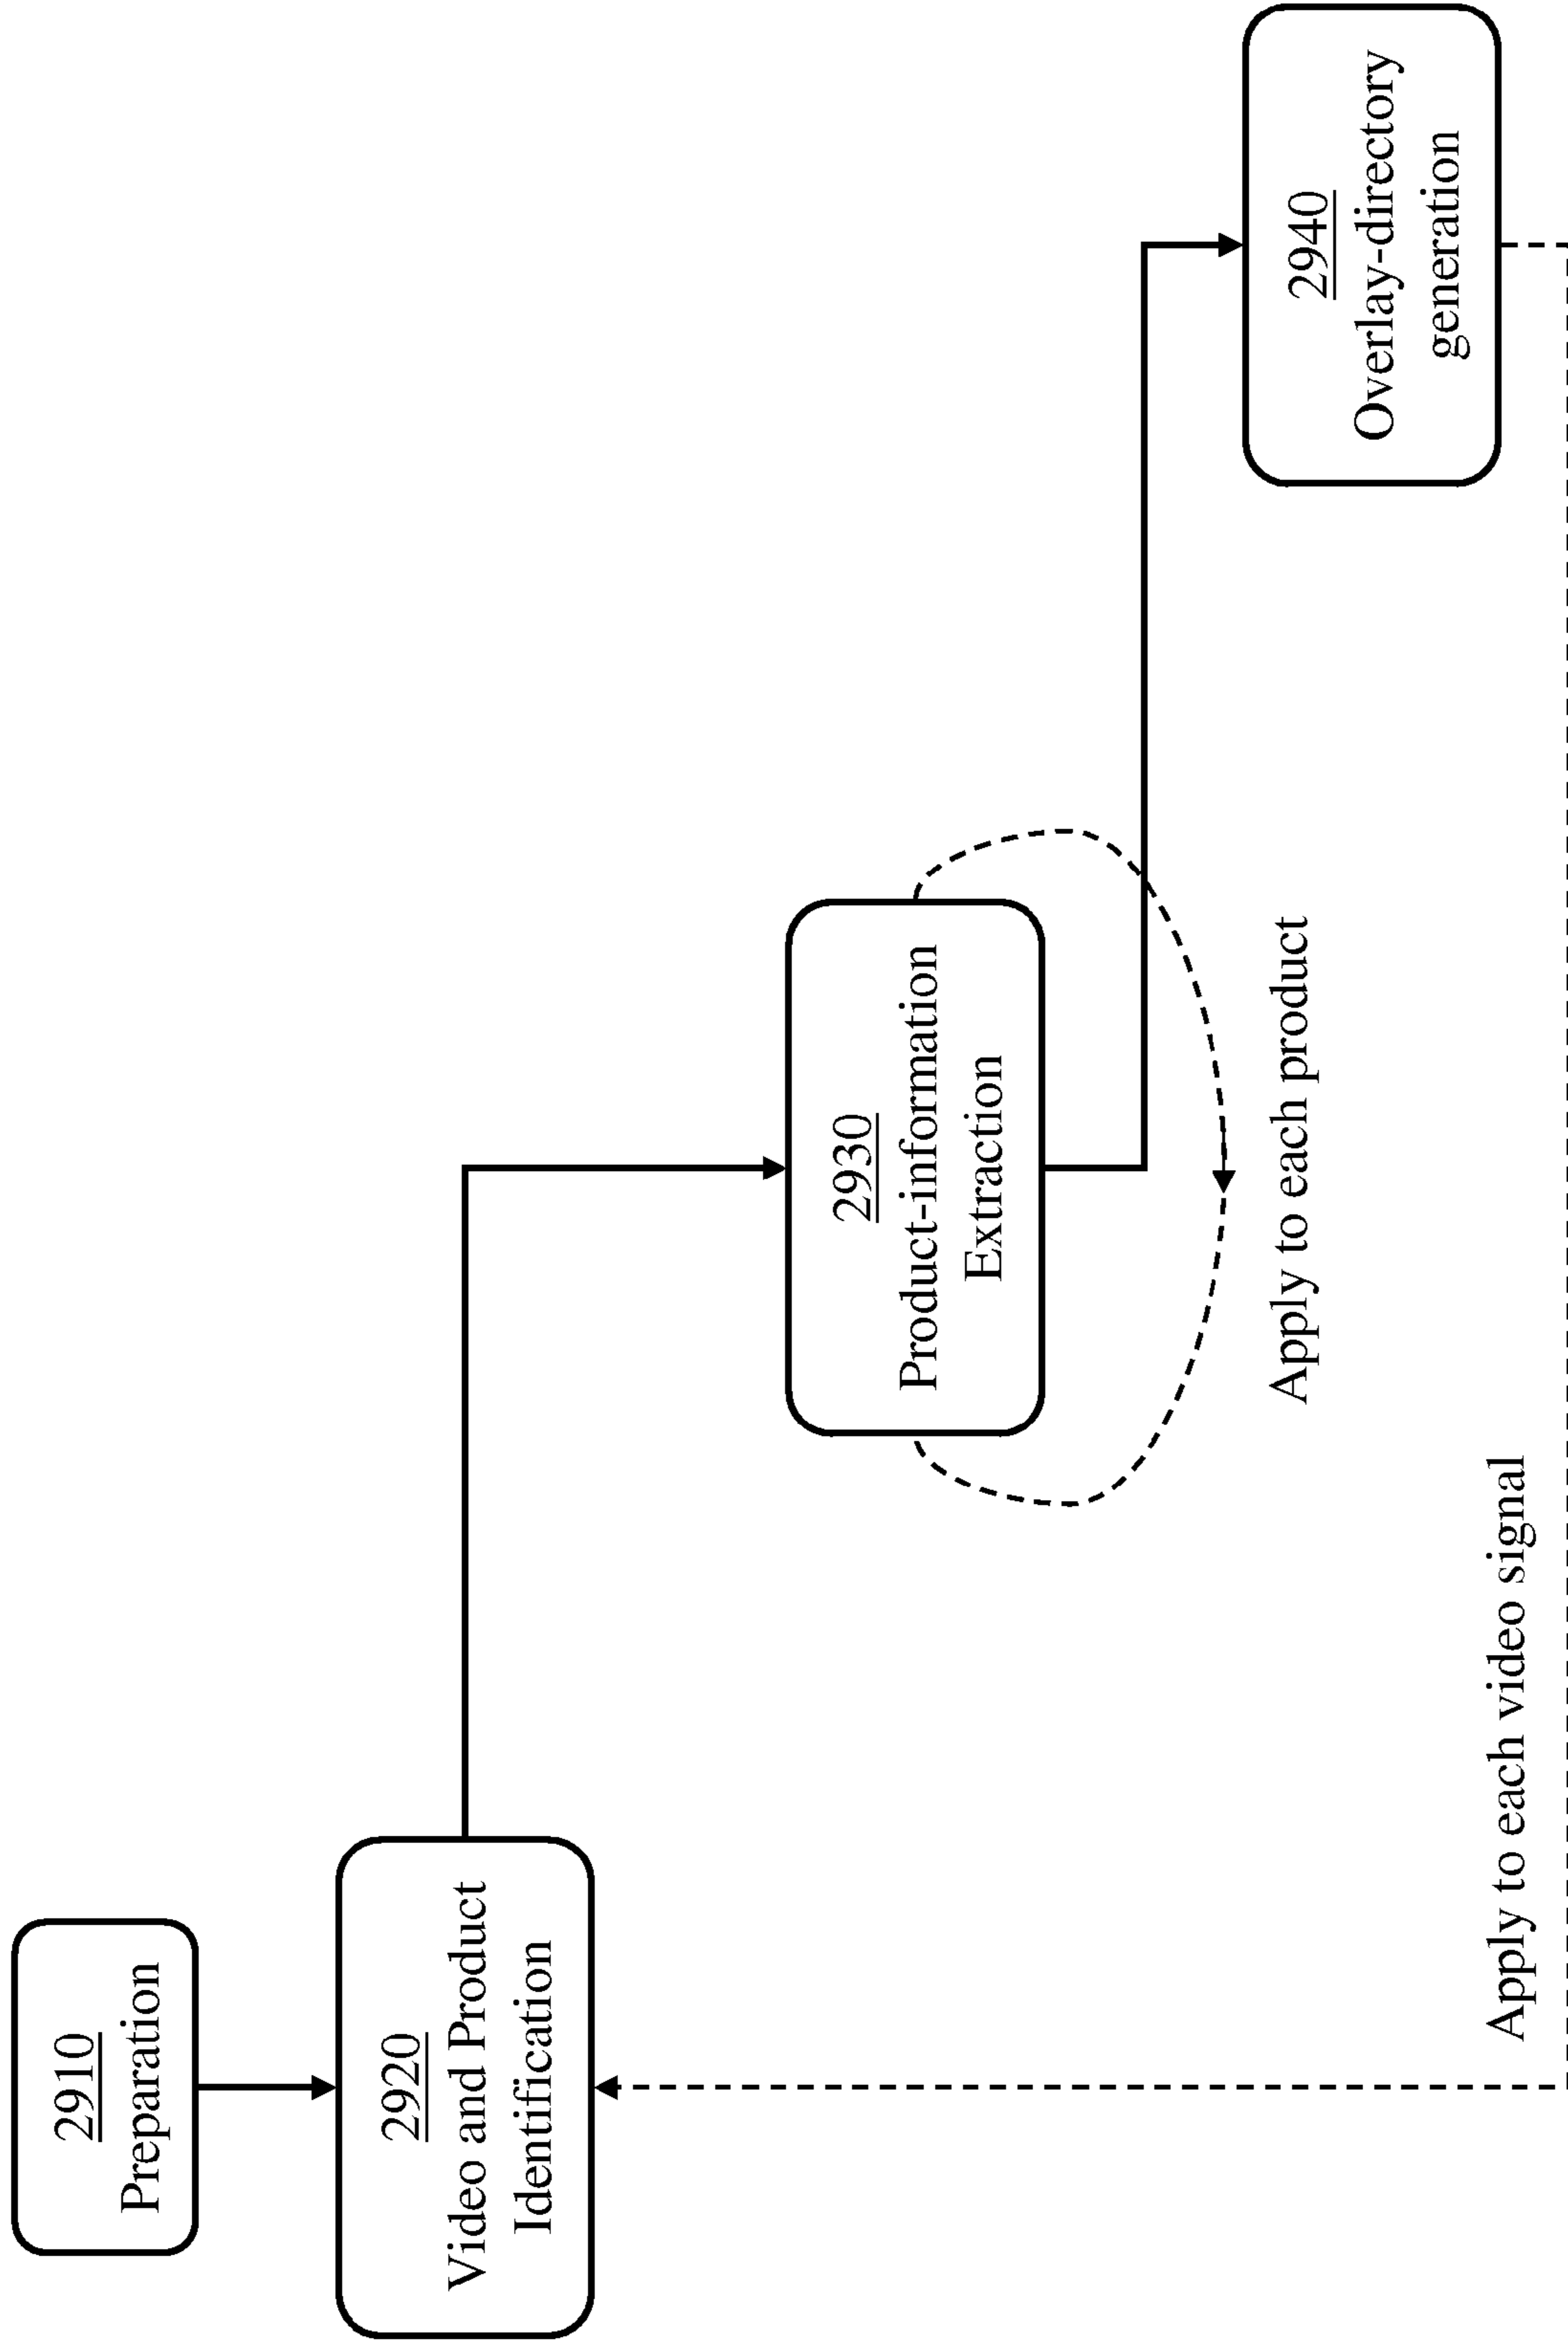 2910
Preparation
2920
Video and Product
Identification
2930
Product-information
Extraction
Apply to each product
2940
Overlay-directory
generation
Apply to each video signal